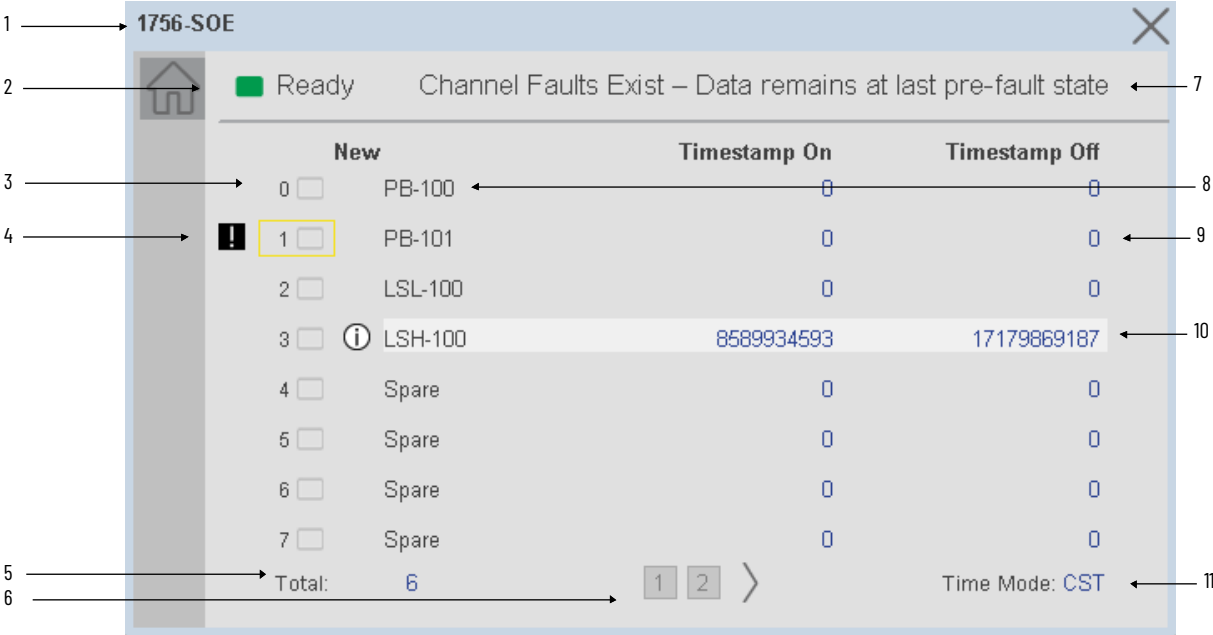 1 1756-SOE
2 Ready Channel Faults Exist – Data remains at last pre-fault state 7
New Timestamp On Timestamp Off
3 0 PB-100 0 0 8
4 ! 1 PB-101 0 0 9
2 LSL-100 0 0
3 i LSH-100 8589934593 17179869187 10
4 Spare 0 0
5 Spare 0 0
6 Spare 0 0
7 Spare 0 0
5 Total: 6 1 2 Time Mode: CST 11
6